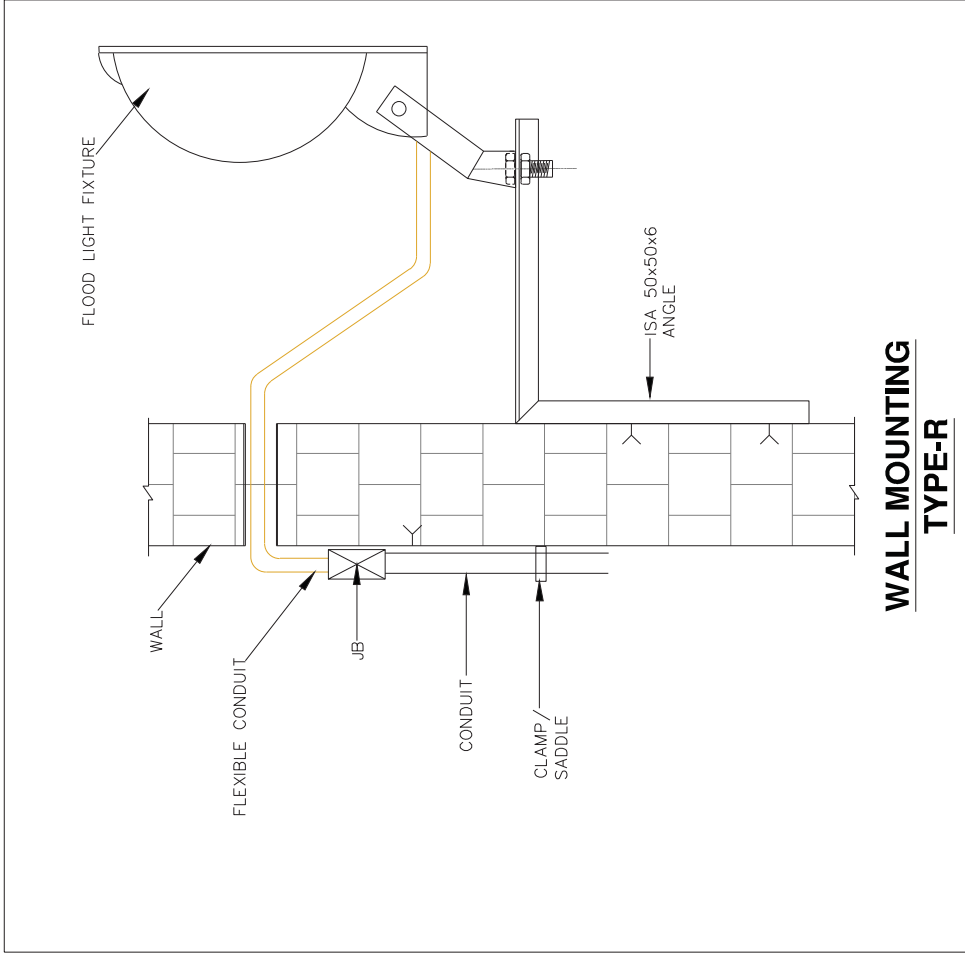 FLOOD LIGHT FIXTURE
WALL
FLEXIBLE CONDUIT
JB
CONDUIT
CLAMP/
SADDLE
ISA 50x50x6
ANGLE
WALL MOUNTING
TYPE-R